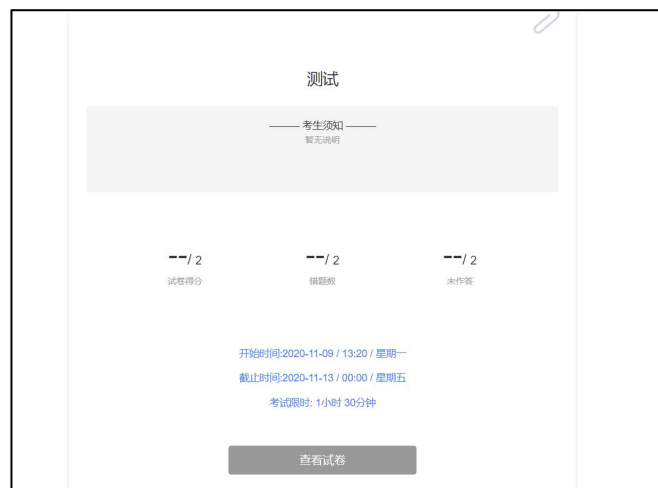 测试
考生须知
暂无说明
--/ 2
--/ 2
--/ 2
试卷得分
错题数
未作答
开始时间:2020-11-09 / 13:20 / 星期一
截止时间:2020-11-13 / 00:00 / 星期五
考试限时: 1小时 30分钟
查看试卷